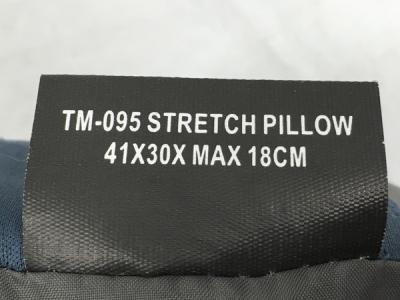 TM-095 STRETCH PILLOW
41X30X MAX 18CM